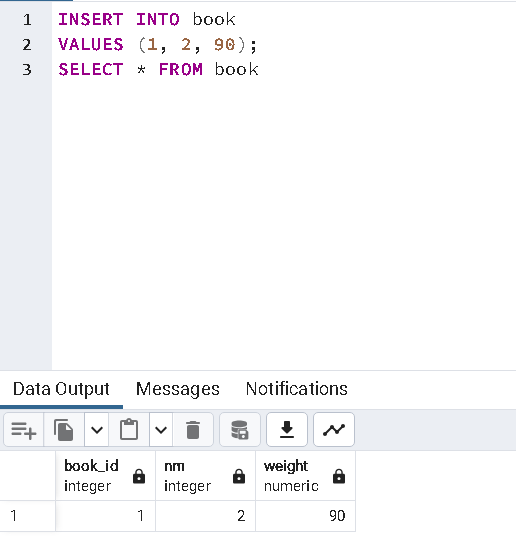 1 INSERT INTO book
2 VALUES (1, 2, 90);
3 SELECT * FROM book
Data Output Messages Notifications
book_id nm weight
integer integer numeric
1 1 2 90